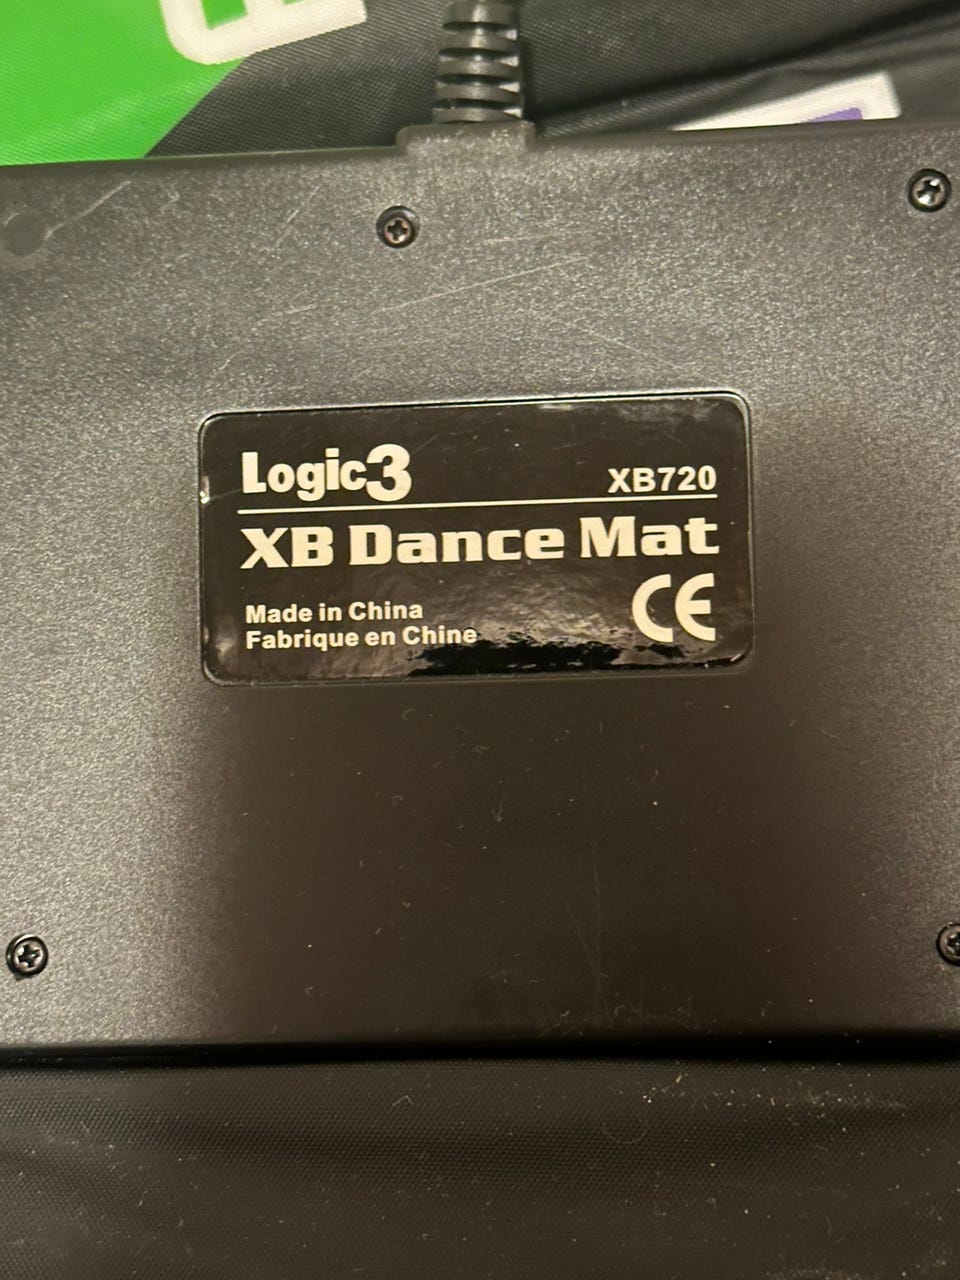 Logic3
XB720
XB Dance Mat
Made in China
Fabrique en Chine
CE